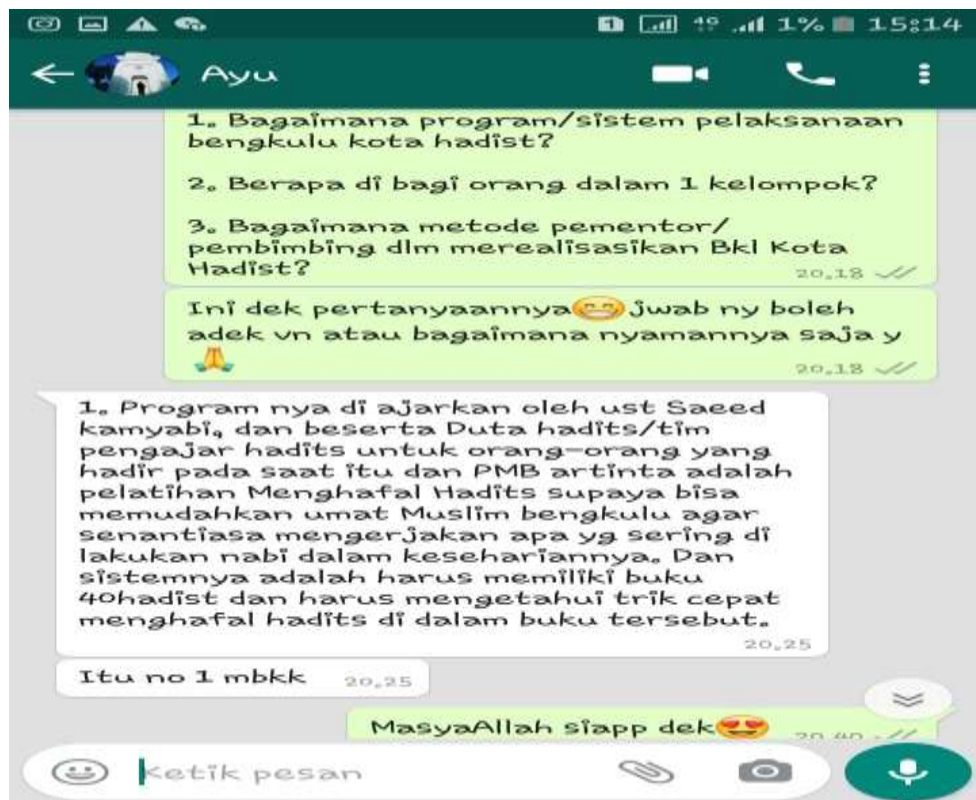 1 4G 1% 15:14
Ayu
1. Bagaimana program/sistem pelaksanaan
bengkulu kota hadist?
2. Berapa di bagi orang dalam 1 kelompok?
3. Bagaimana metode pementor/
pembimbing dlm merealisasikan Bkl Kota
Hadist?
20.18
Ini dek pertanyaannya😁jwab ny boleh
adek vn atau bagaimana nyamannya saja y
🙏
20.18
1. Program nya di ajarkan oleh ust Saeed
kamyabi, dan beserta Duta hadits/tim
pengajar hadits untuk orang-orang yang
hadir pada saat itu dan PMB artinta adalah
pelatihan Menghafal Hadits supaya bisa
memudahkan umat Muslim bengkulu agar
senantiasa mengerjakan apa yg sering di
lakukan nabi dalam kesehariannya. Dan
sistemnya adalah harus memiliki buku
40hadist dan harus mengetahui trik cepat
menghafal hadits di dalam buku tersebut.
20.25
Itu no 1 mbkk 20.25
MasyaAllah siapp dek😍 20.40
Ketik pesan